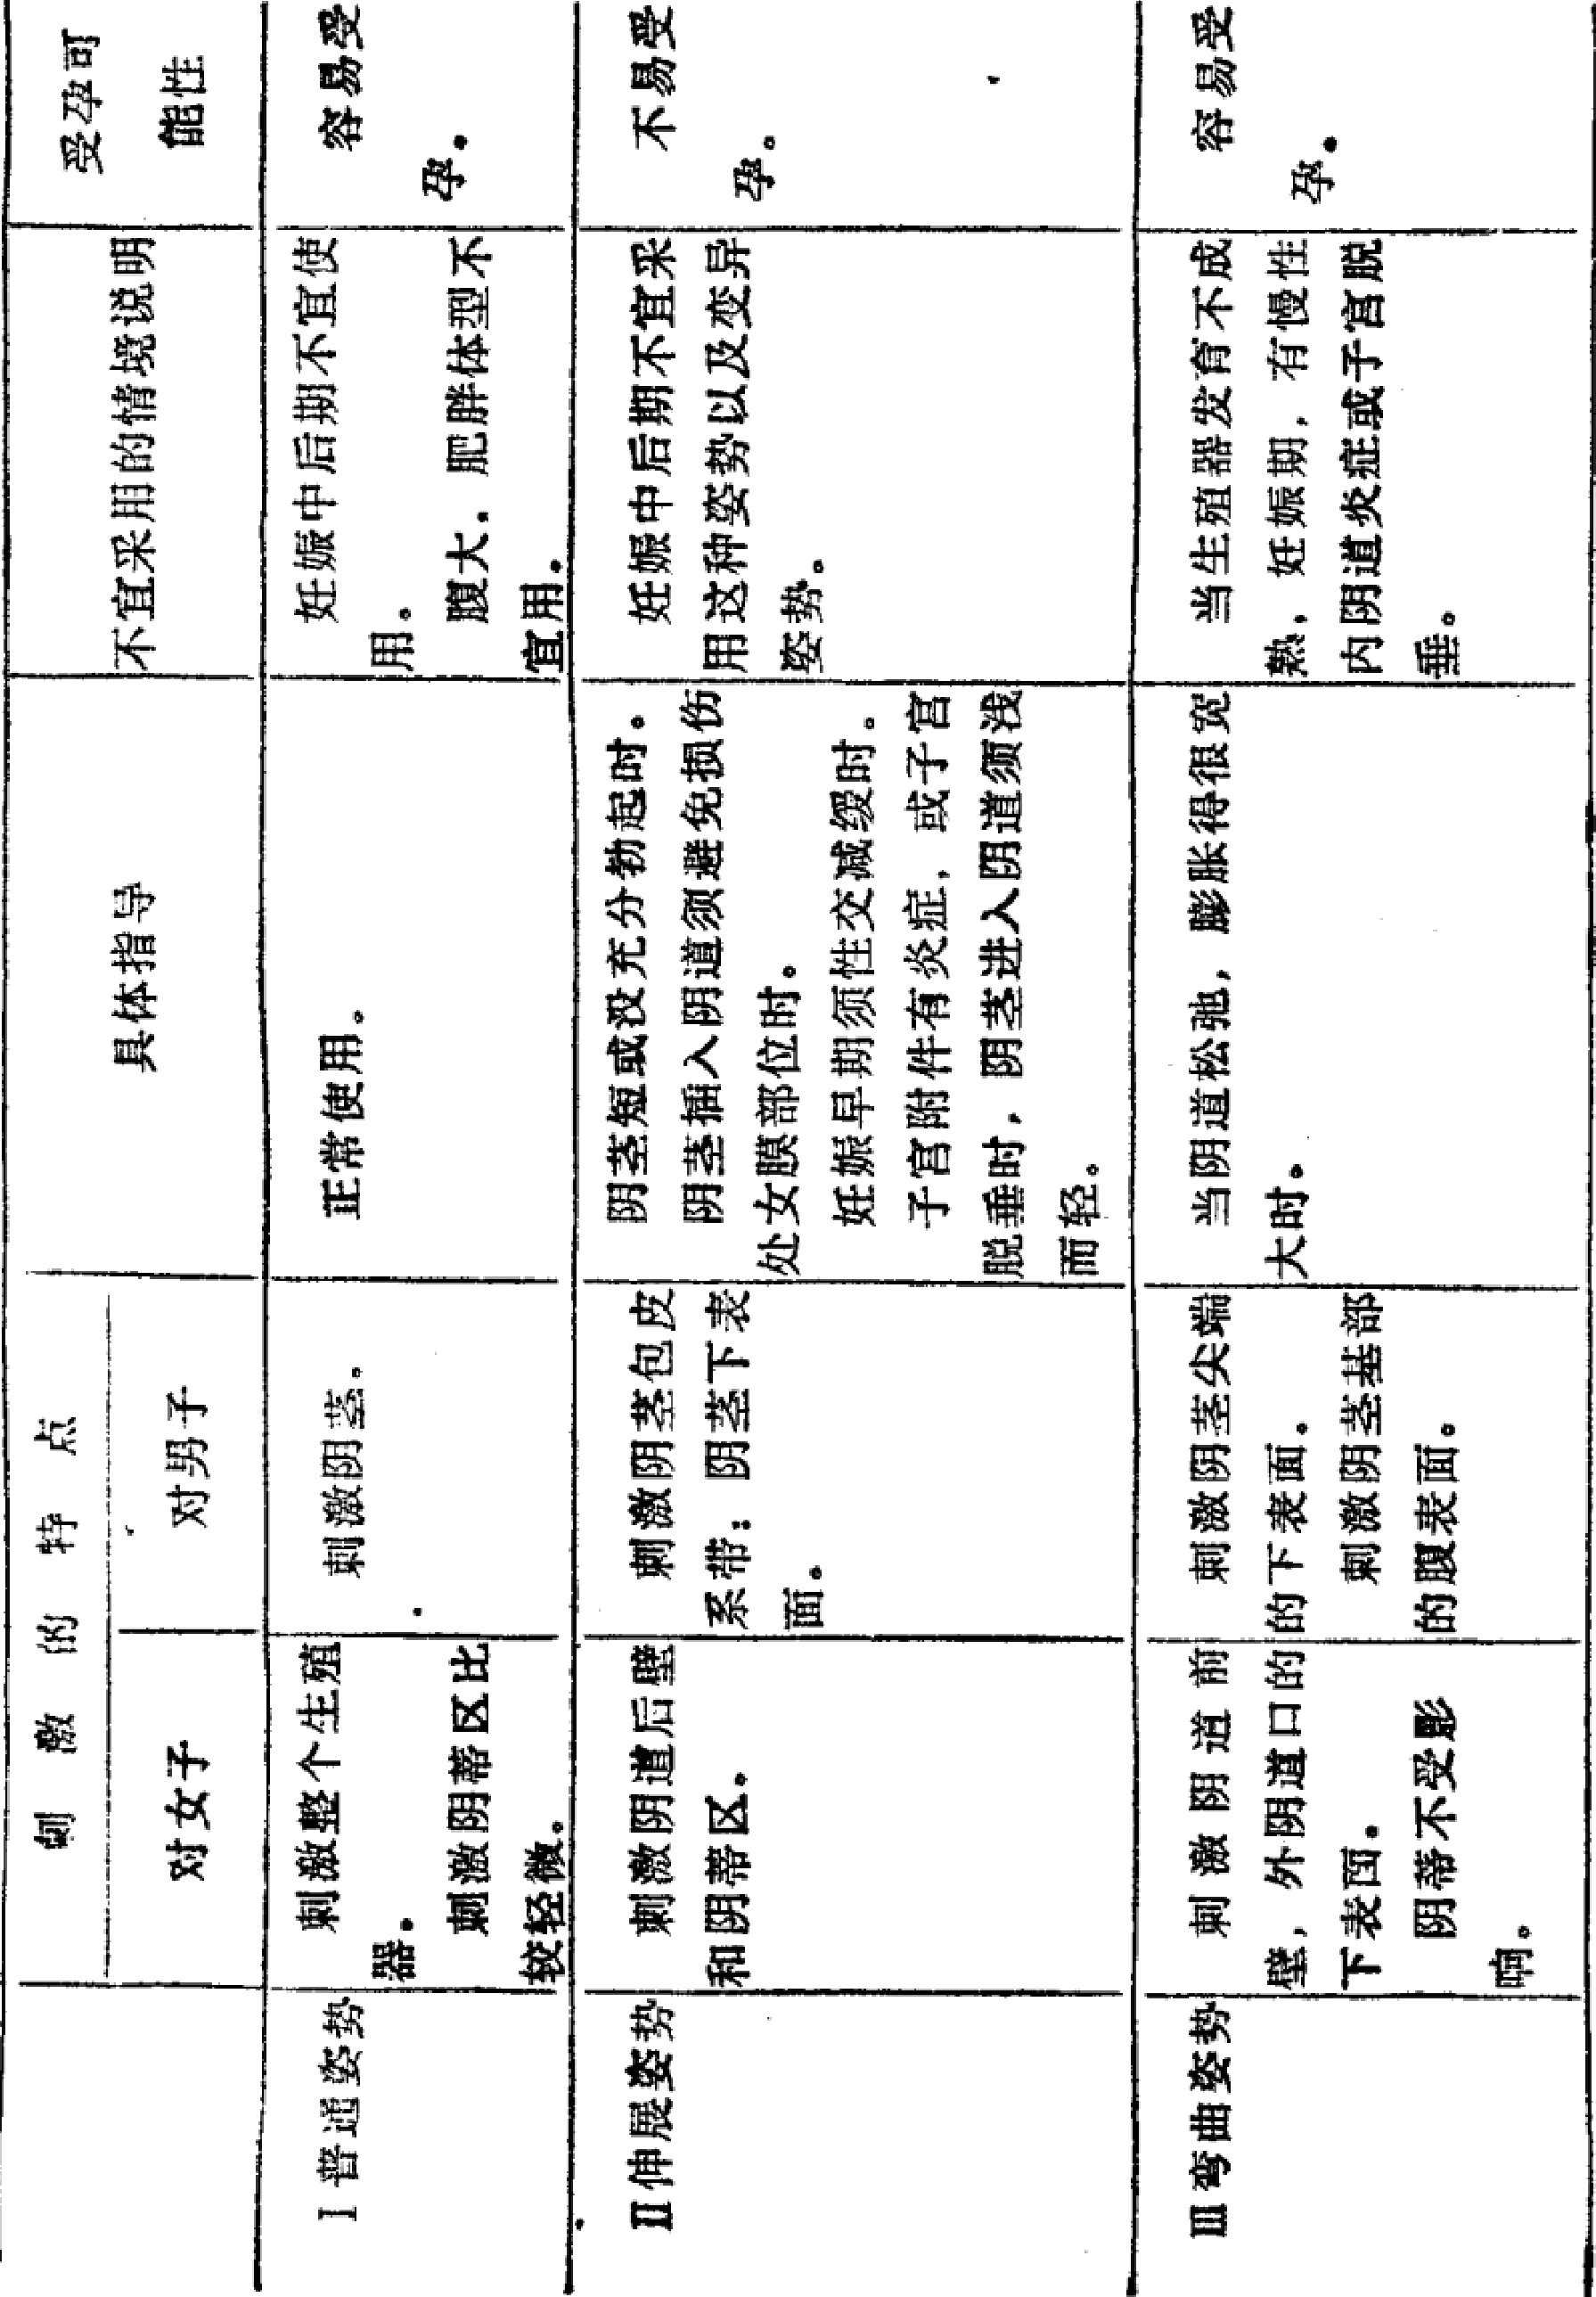 刺激的特点
具体指导
不宜采用的情境说明
受孕可
能性
对女子
对男子
I 普通姿势
刺激整个生殖
器。
刺激阴蒂区比
较轻微。
刺激阴茎。
正常使用。
妊娠中后期不宜使
用。
腹大，肥胖体型不
宜用。
容易受
孕。
II 伸展姿势
刺激阴道后壁
和阴蒂区。
刺激阴茎包皮
系带：阴茎下表
面。
阴茎短或没充分勃起时。
阴茎插入阴道须避免损伤
处女膜部位时。
妊娠早期须性交减缓时。
子宫附件有炎症，或子宫
脱垂时，阴茎进入阴道须浅
而轻。
妊娠中后期不宜采
用这种姿势以及变异
姿势。
不易受
孕。
III 弯曲姿势
刺激阴道前
壁，外阴道口的
下表面。
阴蒂不受影
响。
刺激阴茎尖端
的下表面。
刺激阴茎基部
的腹表面。
当阴道松弛，膨胀得很宽
大时。
当生殖器发育不成
熟，妊娠期，有慢性
内阴道炎症或子宫脱
垂。
容易受
孕。